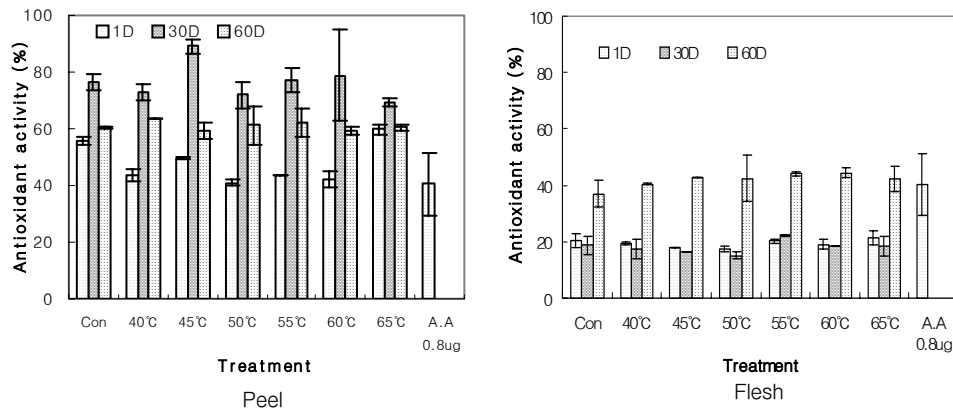 Antioxidant activity (%)
100
80
60
40
20
0
1D 30D 60D
Con 40℃ 45℃ 50℃ 55℃ 60℃ 65℃ A.A
0.8ug
Treatment
Peel
Antioxidant activity (%)
100
80
60
40
20
0
1D 30D 60D
Con 40℃ 45℃ 50℃ 55℃ 60℃ 65℃ A.A
0.8ug
Treatment
Flesh